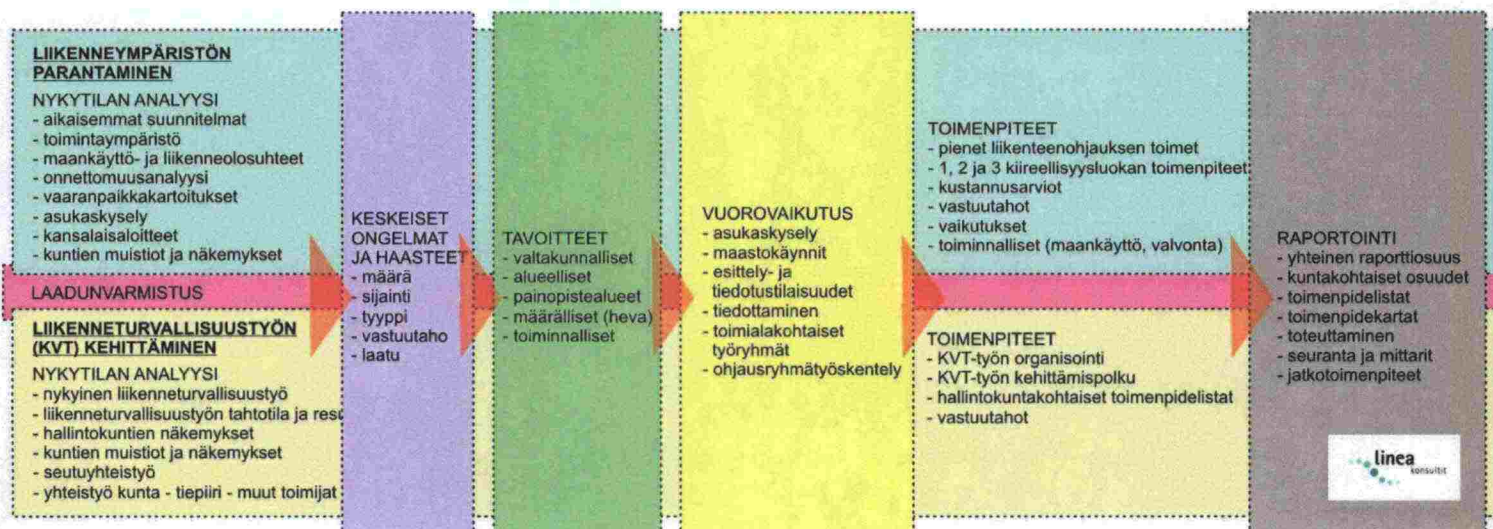 LIIKENNEYMPÄRISTÖN
PARANTAMINEN
NYKYTILAN ANALYYSI
- aikaisemmat suunnitelmat
- toimintaympäristö
- maankäyttö- ja liikenneolosuhteet
- onnettomuusanalyysi
- vaaranpaikkakartoitukset
- asukaskysely
- kansalaisaloitteet
- kuntien muistiot ja näkemykset
LAADUNVARMISTUS
LIIKENNETURVALLISUUSTYÖN
(KVT) KEHITTÄMINEN
NYKYTILAN ANALYYSI
- nykyinen liikenneturvallisuustyö
- liikenneturvallisuustyön tahtotila ja resu
- hallintokuntien näkemykset
- kuntien muistiot ja näkemykset
- seutuyhteistyö
- yhteistyö kunta - tiepiiri - muut toimijat
KESKEISET
ONGELMAT
JA HAASTEET
- määrä
- sijainti
- tyyppi
- vastuutaho
- laatu
TAVOITTEET
- valtakunnalliset
- alueelliset
- painopistealueet
- määrälliset (heva)
- toiminnalliset
VUOROVAIKUTUS
- asukaskysely
- maastokäynnit
- esittely- ja
tiedotustilaisuudet
- tiedottaminen
- toimialakohtaiset
työryhmät
- ohjausryhmätyöskentely
TOIMENPITEET
- pienet liikenteenohjauksen toimet
- 1, 2 ja 3 kiireellisyysluokan toimenpiteet
- kustannusarviot
- vastuutahot
- vaikutukset
- toiminnalliset (maankäyttö, valvonta)
TOIMENPITEET
- KVT-työn organisointi
- KVT-työn kehittämispolku
- hallintokuntakohtaiset toimenpidelistat
- vastuutahot
RAPORTOINTI
- yhteinen raporttiosuus
- kuntakohtaiset osuudet
- toimenpidelistat
- toimenpidekartat
- toteuttaminen
- seuranta ja mittarit
- jatkotoimenpiteet
linea
konsultit